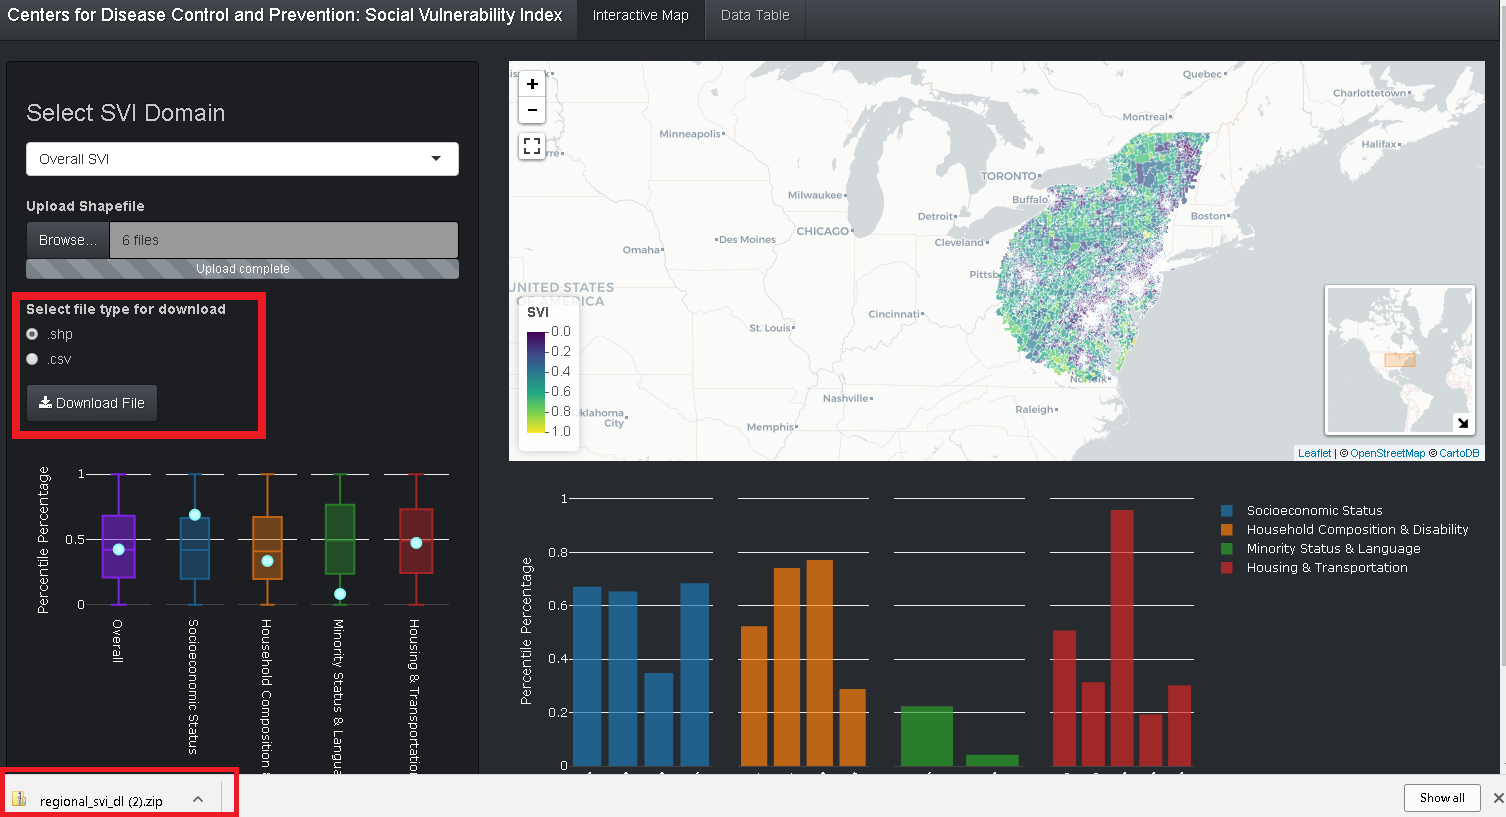 Centers for Disease Control and Prevention: Social Vulnerability Index
Interactive Map
Data Table
Select SVI Domain
Overall SVI
Upload Shapefile
Browse...
6 files
Upload complete
Select file type for download
.shp
.csv
Download File
Percentile Percentage
1
0.5
0
Overall
Socioeconomic Status
Household Composition
Minority Status & Langua
Housing & Transportation
+
−
Quebec
Charlottetown
Montreal
Minneapolis
Halifax
TORONTO
Milwaukee
Buffalo
Detroit
Boston
CHICAGO
Des Moines
Cleveland
Omaha
Pittsb
UNITED STATES
OF AMERICA
St. Louis
Cincinnati
Norfolk
Nashville
Raleigh
Oklahoma
City
Memphis
SVI
0.0
0.2
0.4
0.6
0.8
1.0
Leaflet | © OpenStreetMap © CartoDB
Percentile Percentage
1
0.8
0.6
0.4
0.2
0
Socioeconomic Status
Household Composition & Disability
Minority Status & Language
Housing & Transportation
regional_svi_dl (2).zip
Show all